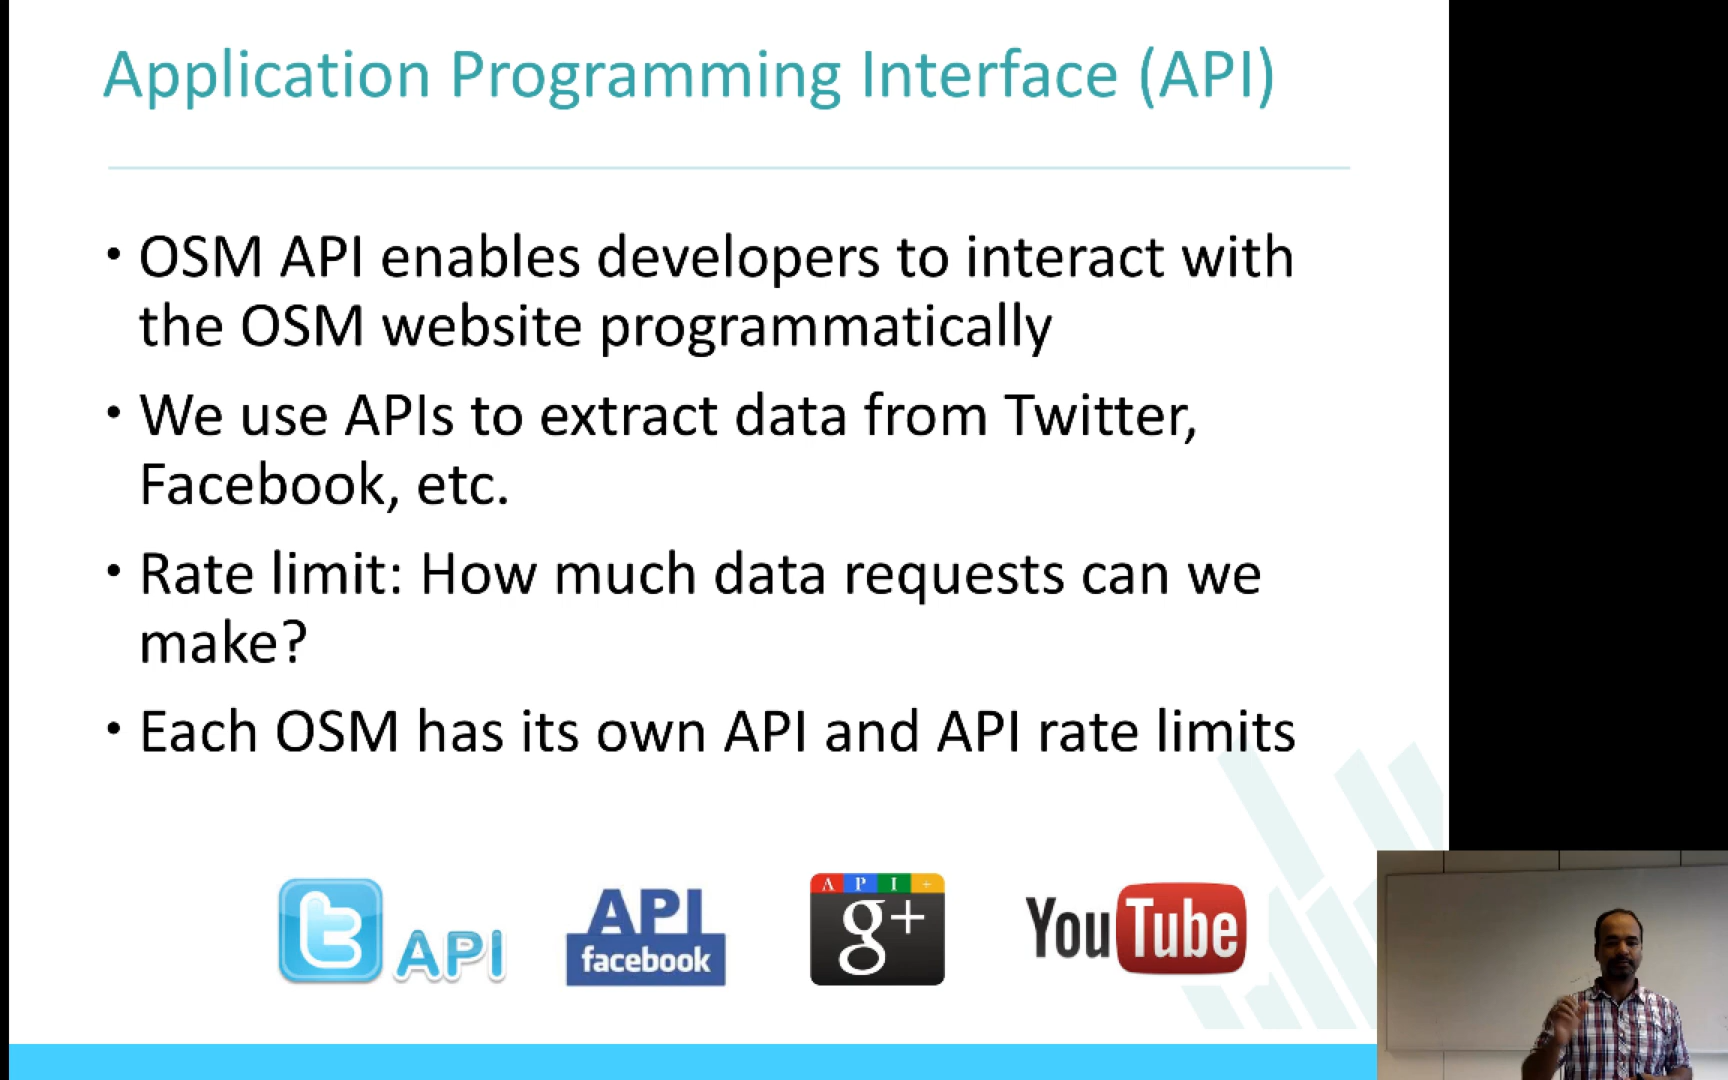 Application Programming Interface (API)
• OSM API enables developers to interact with
the OSM website programmatically
• We use APIs to extract data from Twitter,
Facebook, etc.
• Rate limit: How much data requests can we
make?
• Each OSM has its own API and API rate limits
t API
API
facebook
A P I +
g+
YouTube